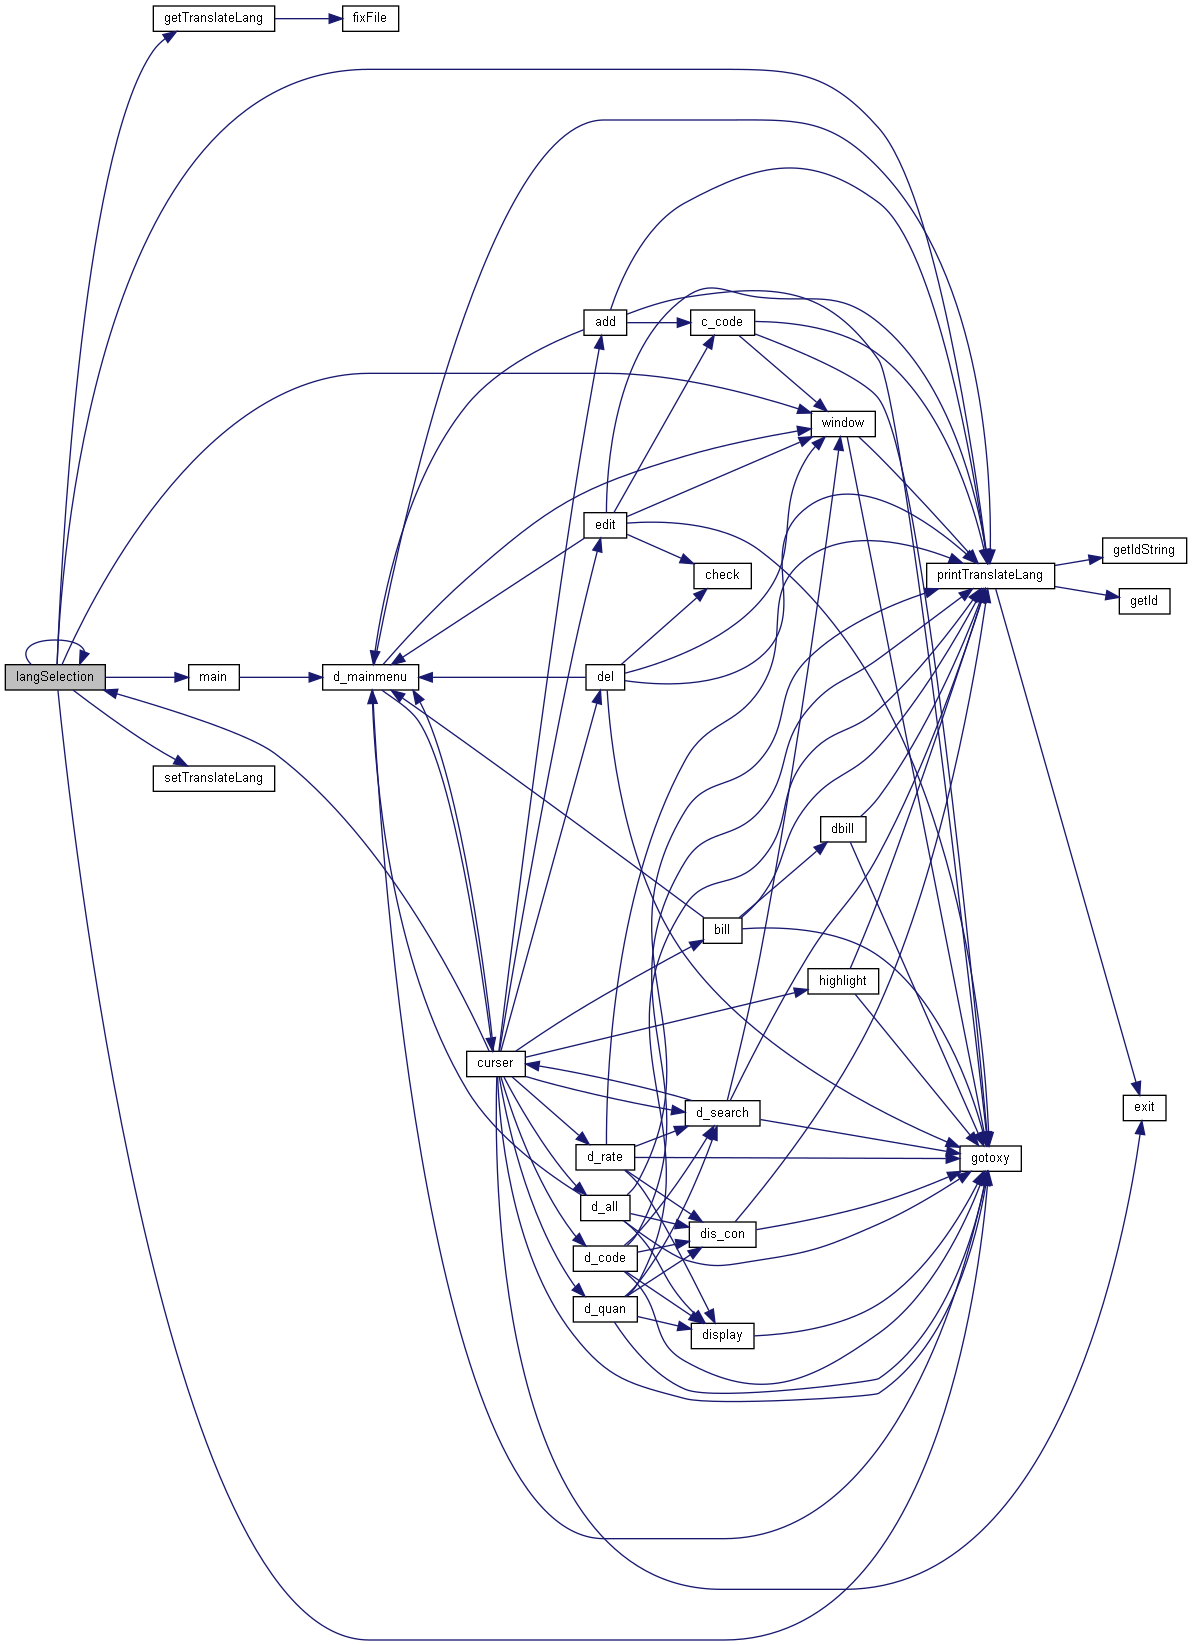 getTranslateLang
fixFile
add
c_code
window
edit
getIdString
check
printTranslateLang
getId
langSelection
main
d_mainmenu
del
setTranslateLang
dbill
bill
highlight
curser
d_search
exit
d_rate
gotoxy
d_all
dis_con
d_code
d_quan
display